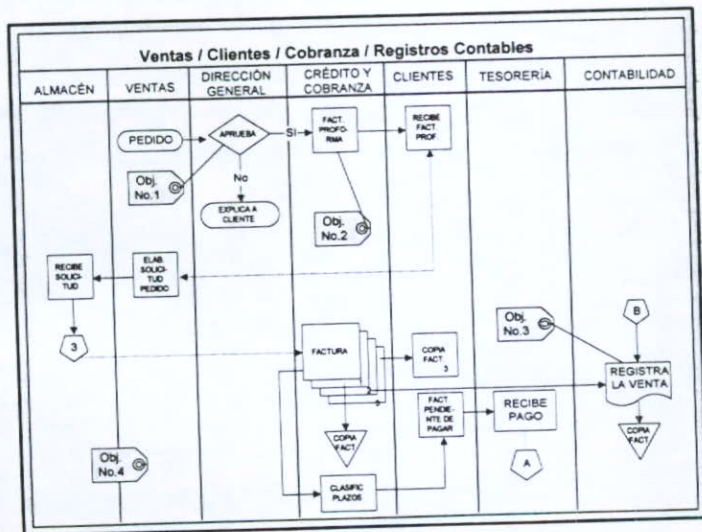 Ventas / Clientes / Cobranza / Registros Contables
ALMACÉN
VENTAS
DIRECCIÓN
GENERAL
CRÉDITO Y
COBRANZA
CLIENTES
TESORERÍA
CONTABILIDAD
PEDIDO
APRUEBA
SI
FACT.
PROFO-
RMA
RECIBE
FACT.
PROF.
Obj.
No.1
No
EXPLICA A
CLIENTE
Obj.
No.2
RECIBE
SOLICI-
TUD
ELAB.
SOLICI-
TUD
PEDIDO
3
FACTURA
2
COPIA
FACT.
3
Obj.
No.3
B
REGISTRA
LA VENTA
COPIA
FACT.
FACT.
PENDIE-
NTE DE
PAGAR
RECIBE
PAGO
A
COPIA
FACT.
Obj.
No.4
CLASIFIC
PLAZOS